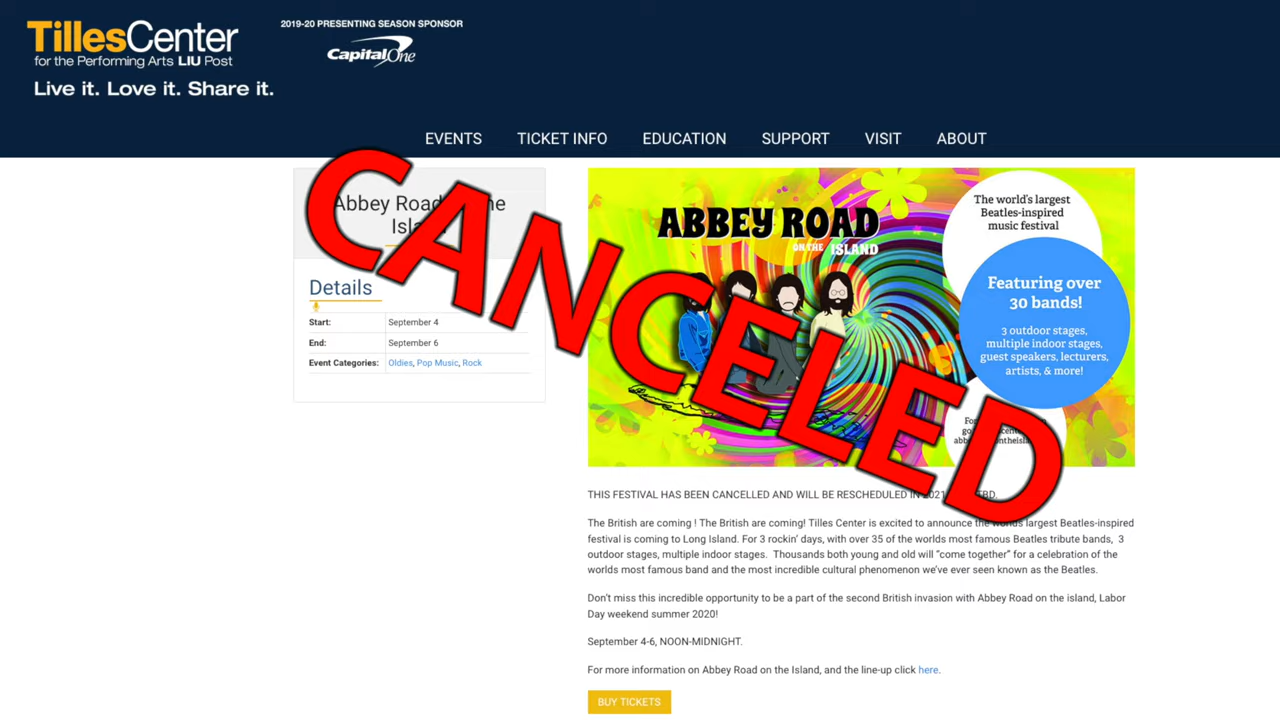 TillesCenter
for the Performing Arts LIU Post
Live it. Love it. Share it.
2019-20 PRESENTING SEASON SPONSOR
CapitalOne
EVENTS TICKET INFO EDUCATION SUPPORT VISIT ABOUT
CANCELED
Abbey Road
Details
Start: September 4
End: September 6
Event Categories: Oldies, Pop Music, Rock
ABBEY ROAD
ON THE ISLAND
The world's largest
Beatles-inspired
music festival
Featuring over
30 bands!
3 outdoor stages,
multiple indoor stages,
guest speakers, lecturers,
artists, & more!
THIS FESTIVAL HAS BEEN CANCELLED AND WILL BE RESCHEDULED IN 2021 TBD.
The British are coming ! The British are coming! Tilles Center is excited to announce the worlds largest Beatles-inspired
festival is coming to Long Island. For 3 rockin' days, with over 35 of the worlds most famous Beatles tribute bands, 3
outdoor stages, multiple indoor stages. Thousands both young and old will "come together" for a celebration of the
worlds most famous band and the most incredible cultural phenomenon we've ever seen known as the Beatles.
Don't miss this incredible opportunity to be a part of the second British invasion with Abbey Road on the island, Labor
Day weekend summer 2020!
September 4-6, NOON-MIDNIGHT.
For more information on Abbey Road on the Island, and the line-up click here.
BUY TICKETS